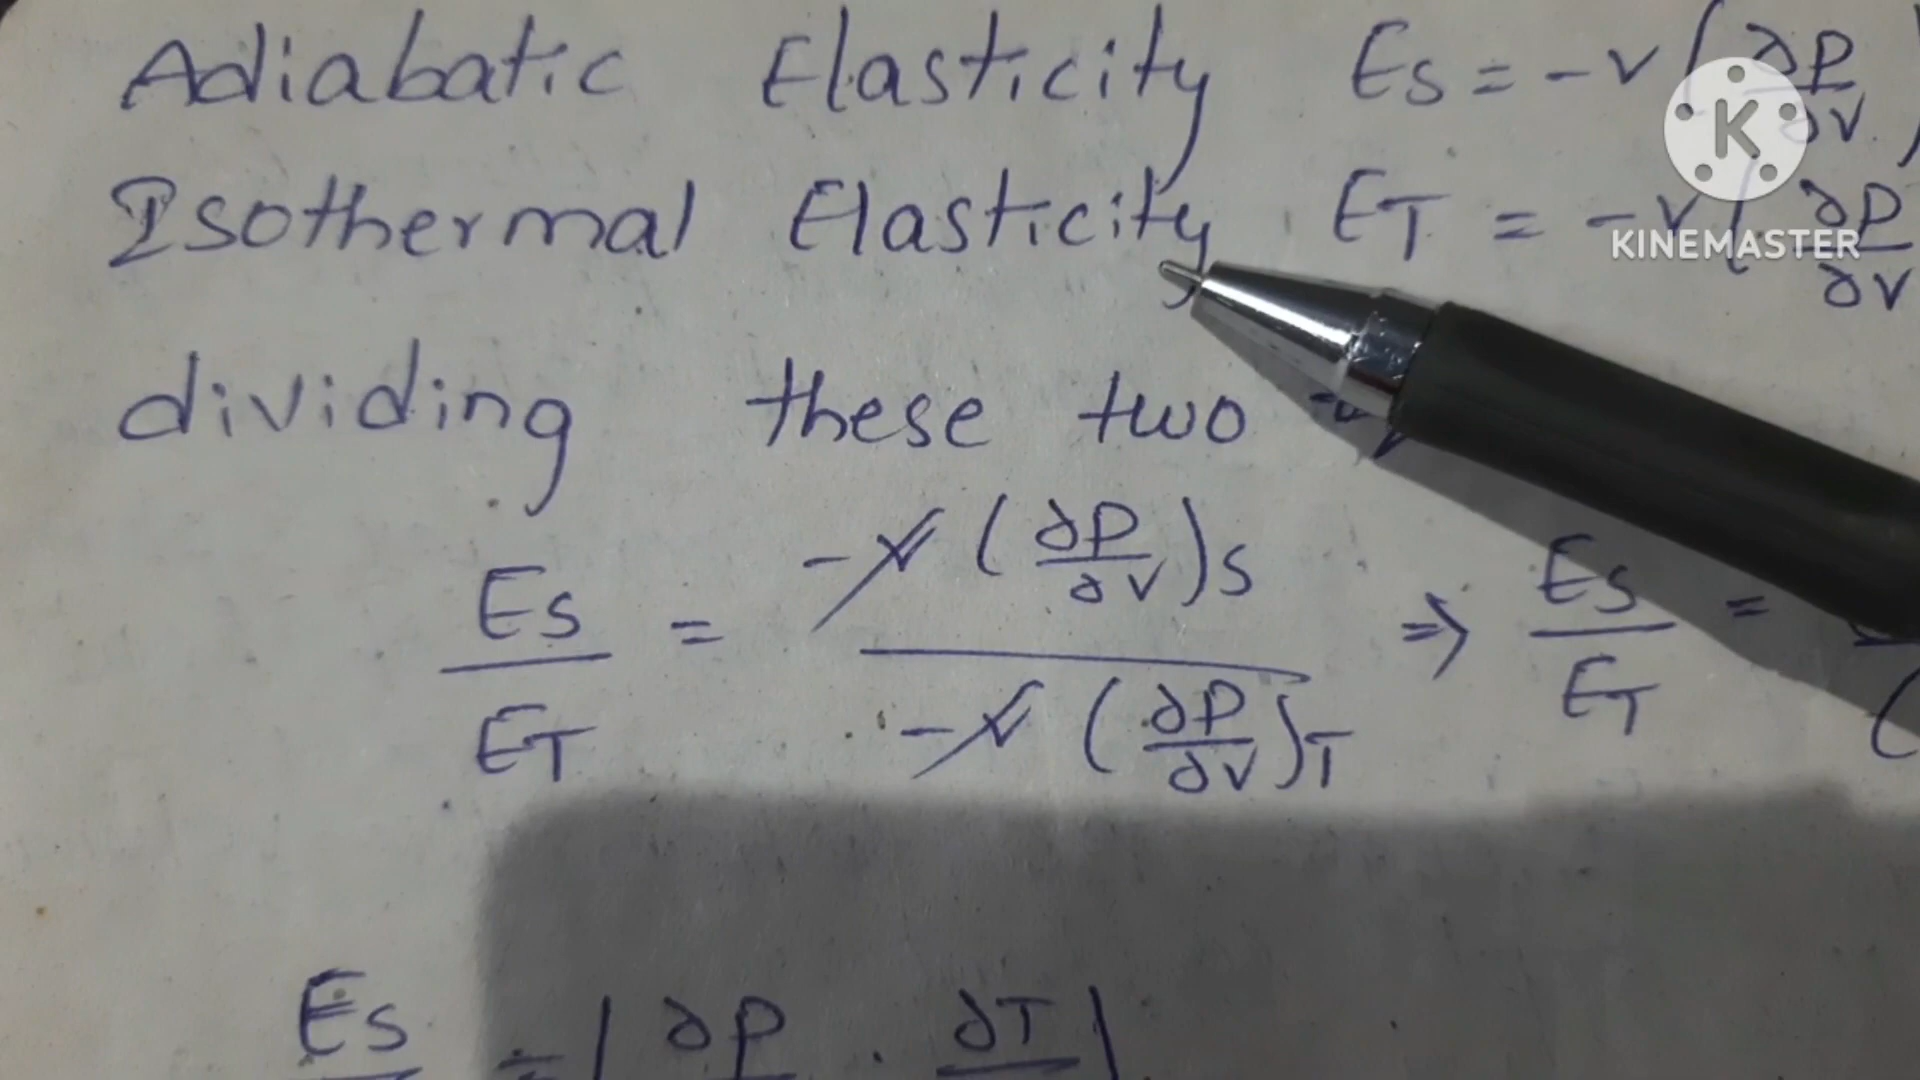 Adiabatic Elasticity Es = -v (∂P/∂V)
Isothermal Elasticity ET = -v (∂P/∂V
KINEMASTER
dividing these two
Es/ET = -v (∂P/∂V)s / -v (∂P/∂V)T => Es/ET =
Es = ( ∂P . ∂T )